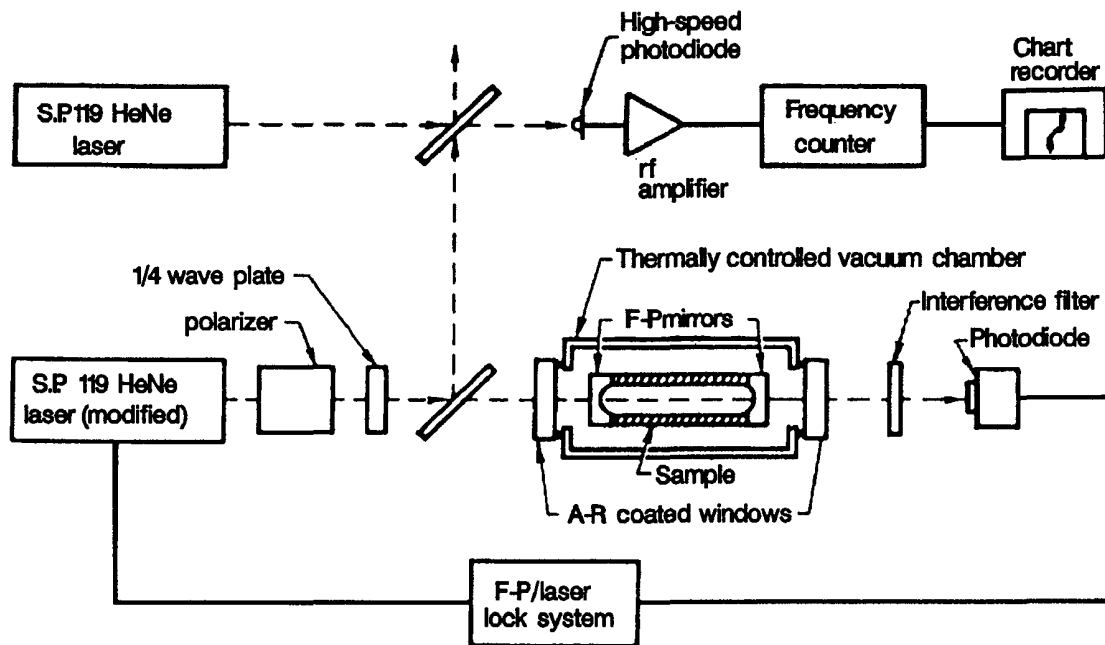 High-speed
photodiode
Chart
recorder
S.P 119 HeNe
laser
Frequency
counter
rf
amplifier
Thermally controlled vacuum chamber
1/4 wave plate
Interference filter
polarizer
F-P mirrors
Photodiode
S.P 119 HeNe
laser (modified)
Sample
A-R coated windows
F-P/laser
lock system